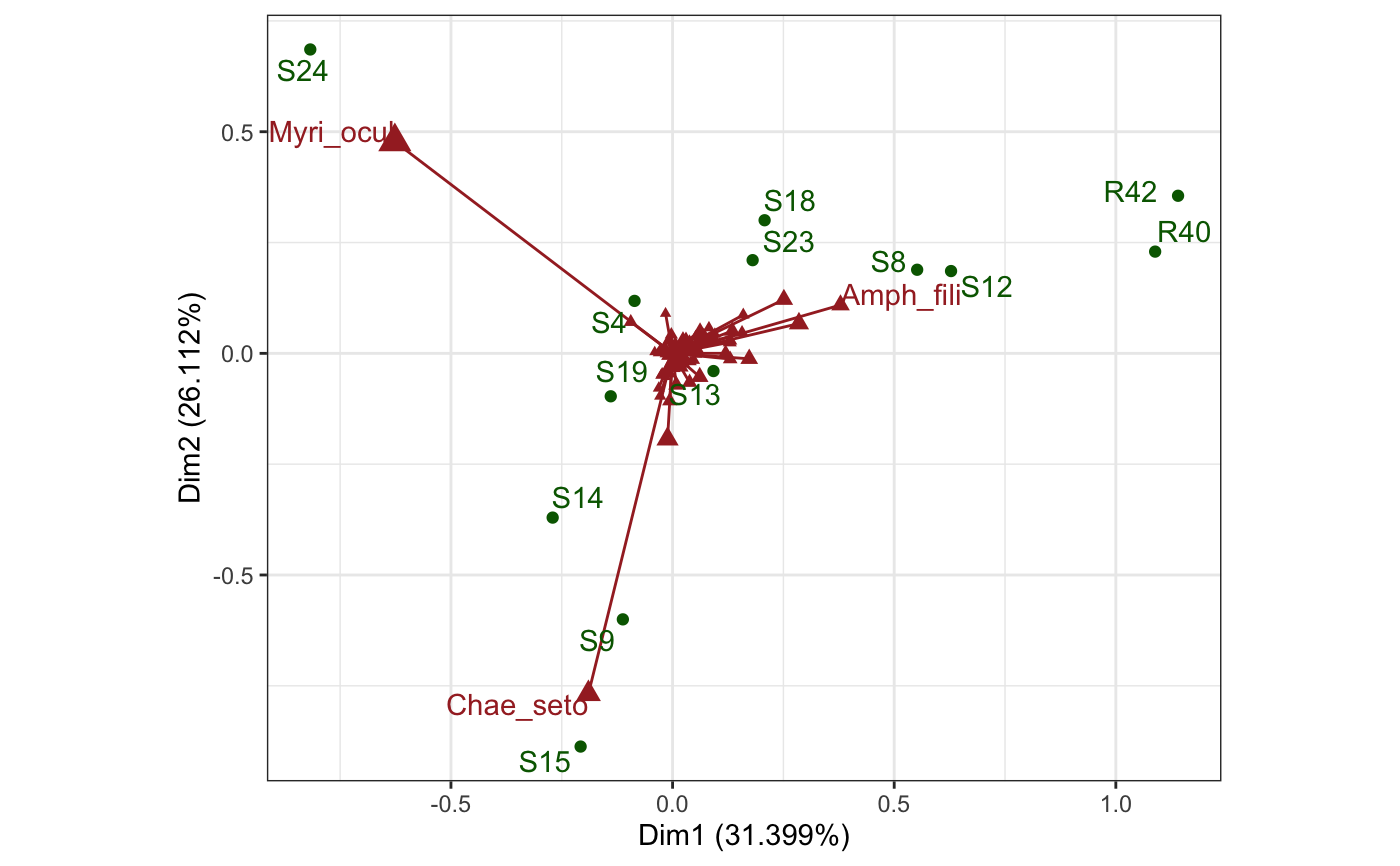 S24
Myri_ocul
0.5
S18
R42
S23
R40
S8
S12
Amph_fili
S4
0.0
S19
S13
S14
-0.5
S9
Chae_seto
S15
-0.5 0.0 0.5 1.0
Dim1 (31.399%)
Dim2 (26.112%)